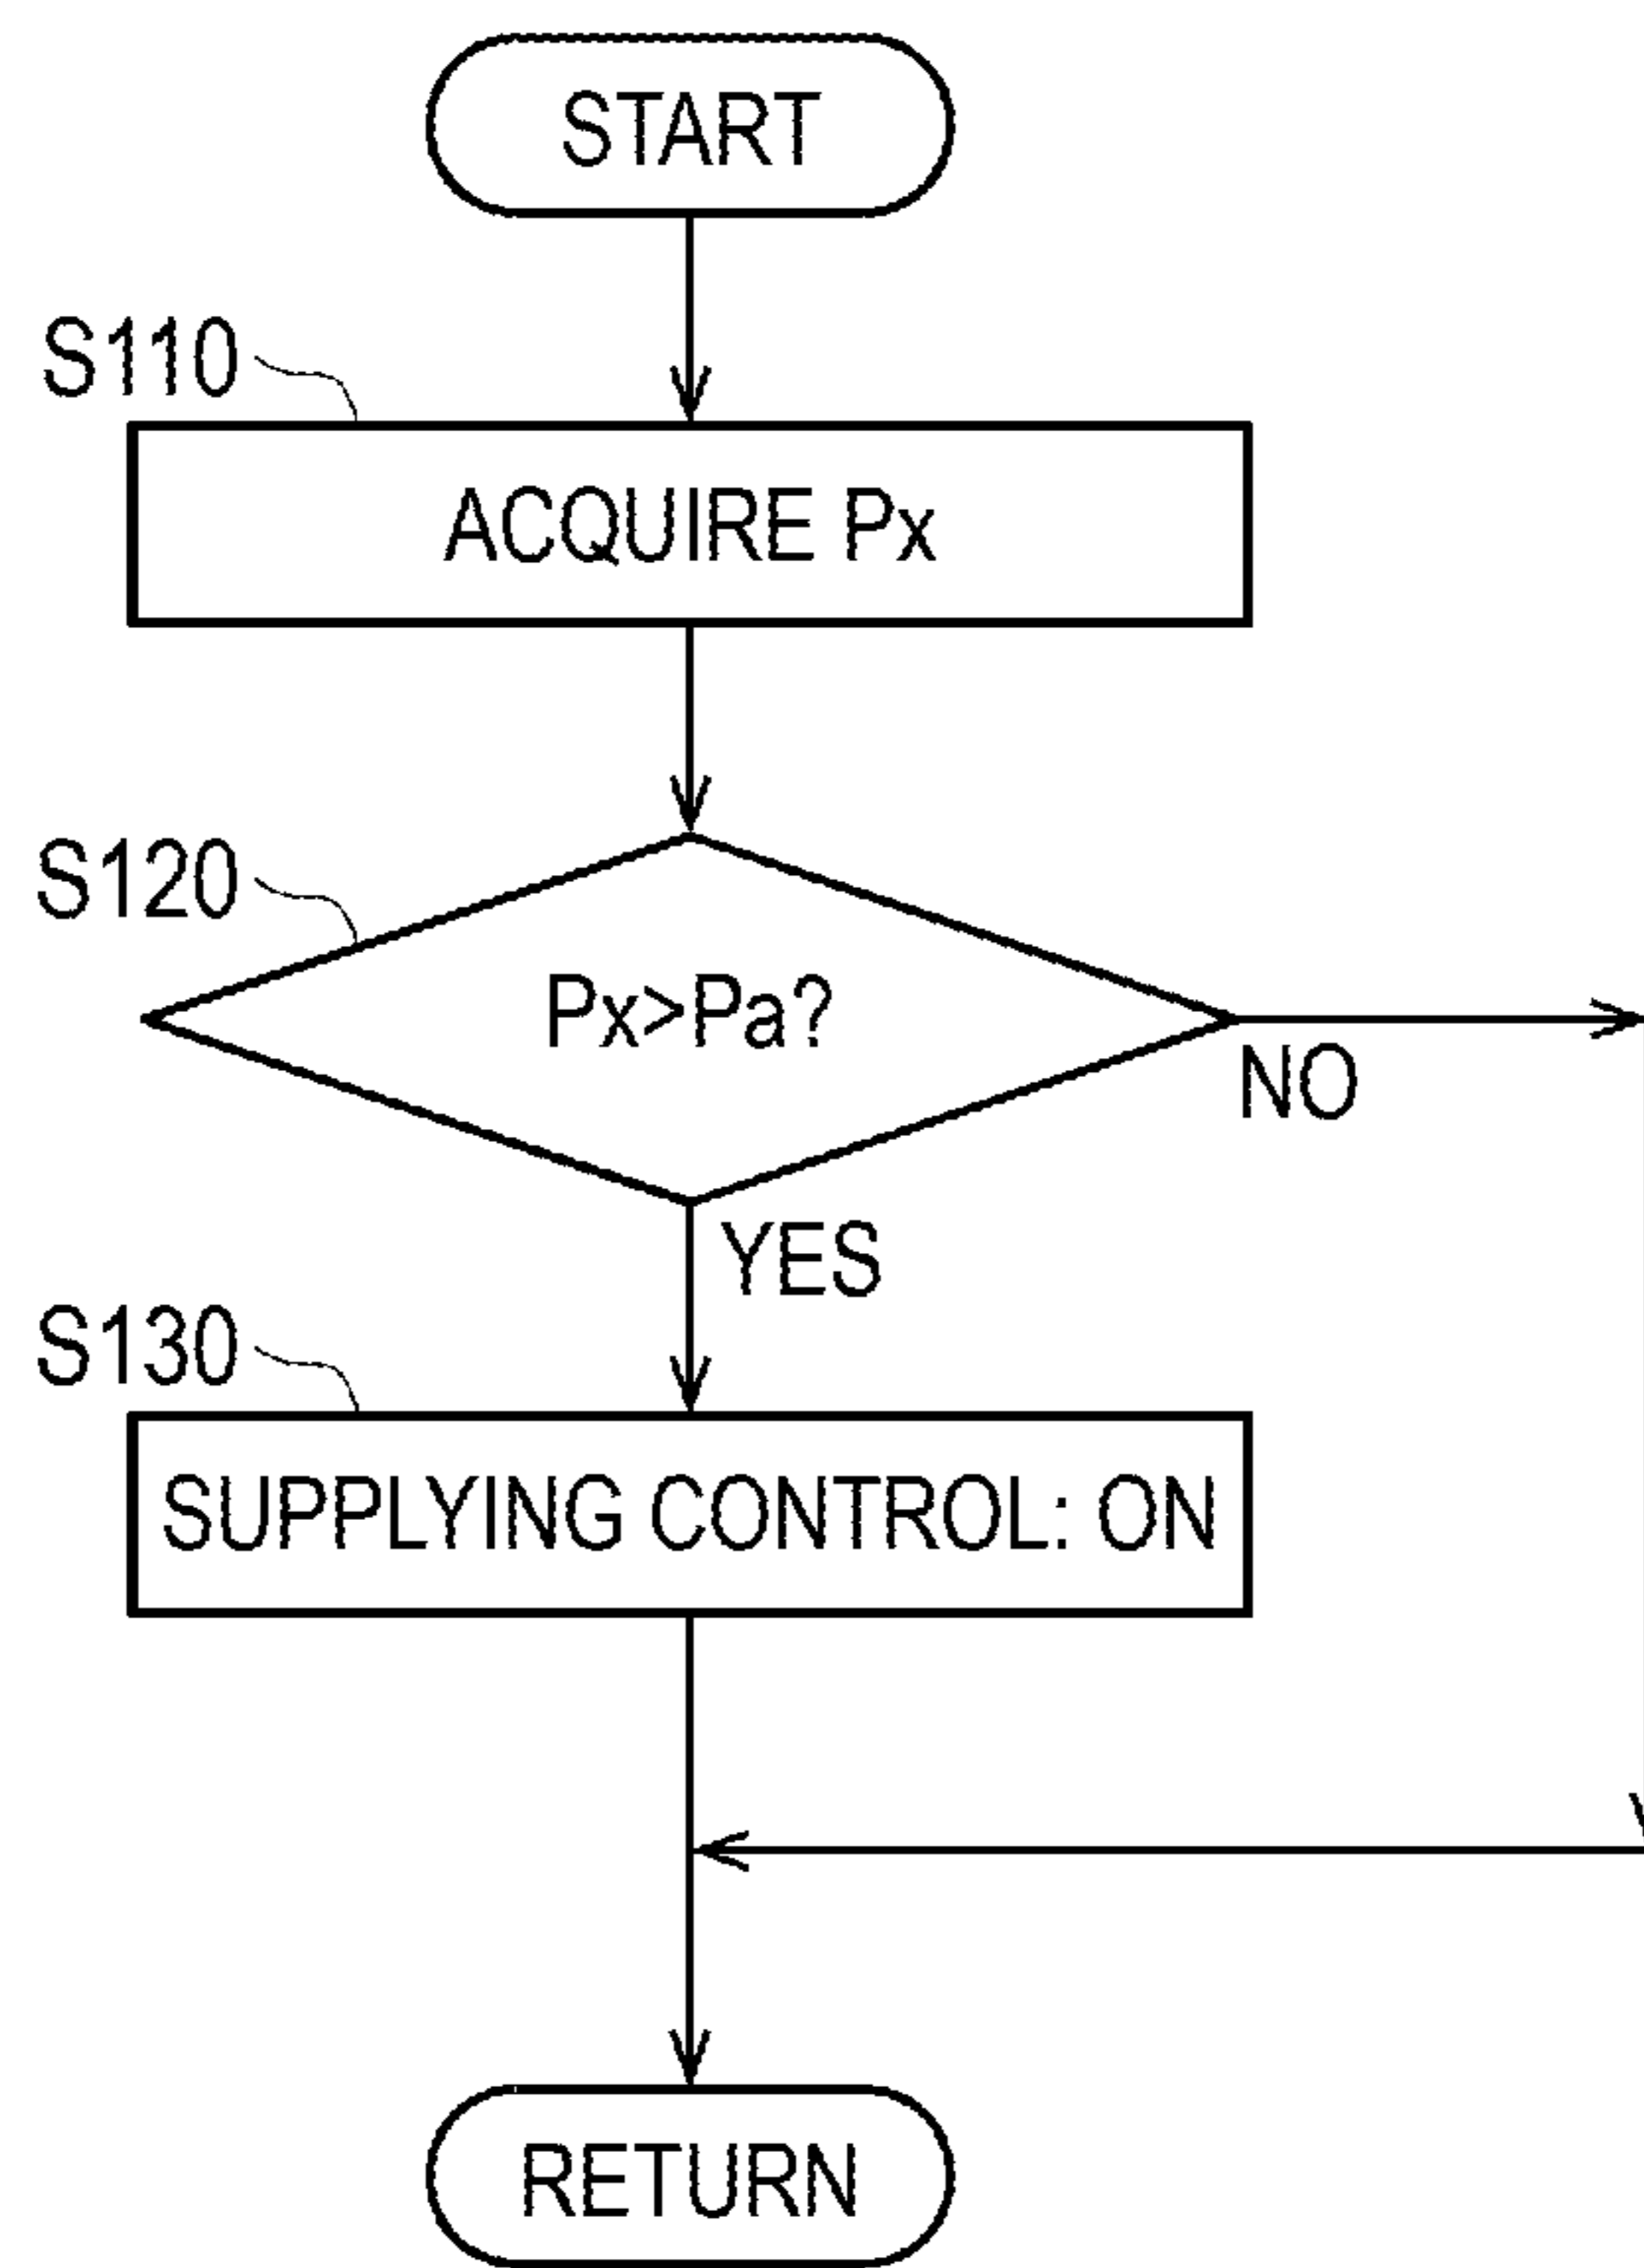 START
S110
ACQUIRE Px
S120
Px>Pa?
NO
YES
S130
SUPPLYING CONTROL: ON
RETURN